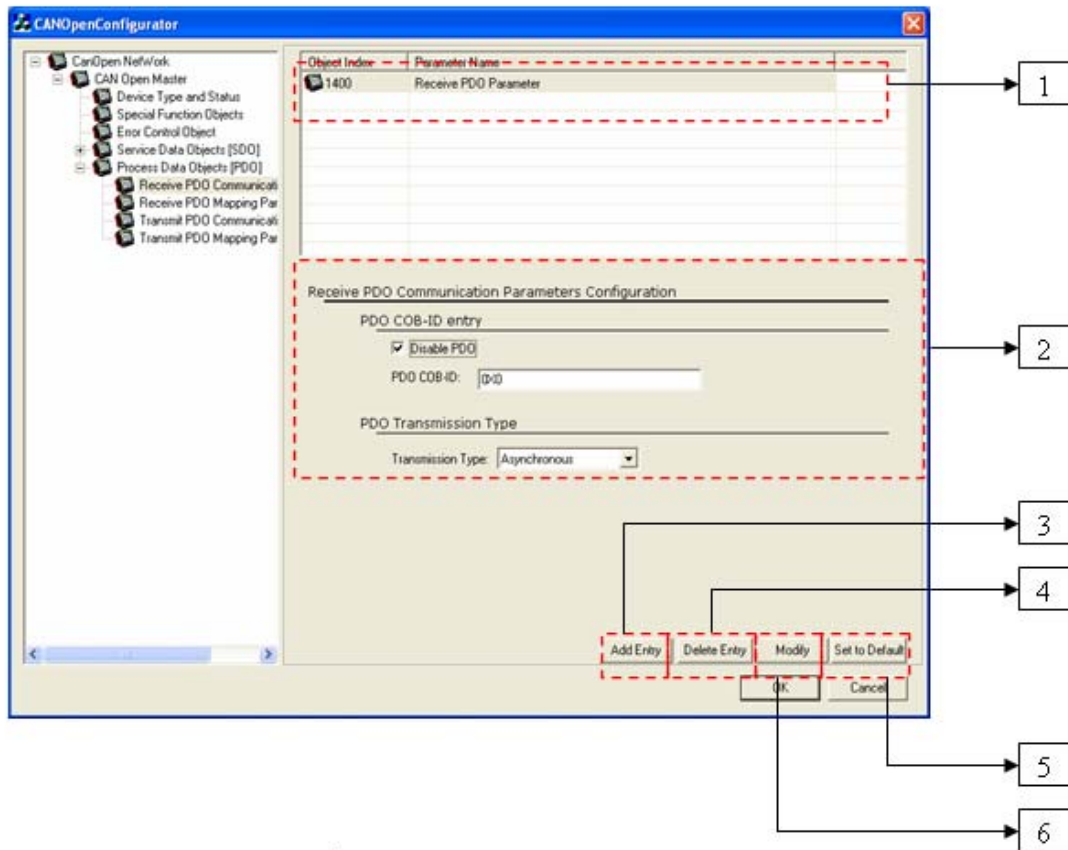 CANOpenConfigurator
CanOpen NetWork
CAN Open Master
Device Type and Status
Special Function Objects
Error Control Object
Service Data Objects [SDO]
Process Data Objects [PDO]
Receive PDO Communicati
Receive PDO Mapping Par
Transmit PDO Communicati
Transmit PDO Mapping Par
Object Index Parameter Name
1400 Receive PDO Parameter
1
Receive PDO Communication Parameters Configuration
PDO COB-ID entry
Disable PDO
2
PDO COB-ID: 0x0
PDO Transmission Type
Transmission Type: Asynchronous
3
4
Add Entry Delete Entry Modify Set to Default
OK Cancel
5
6